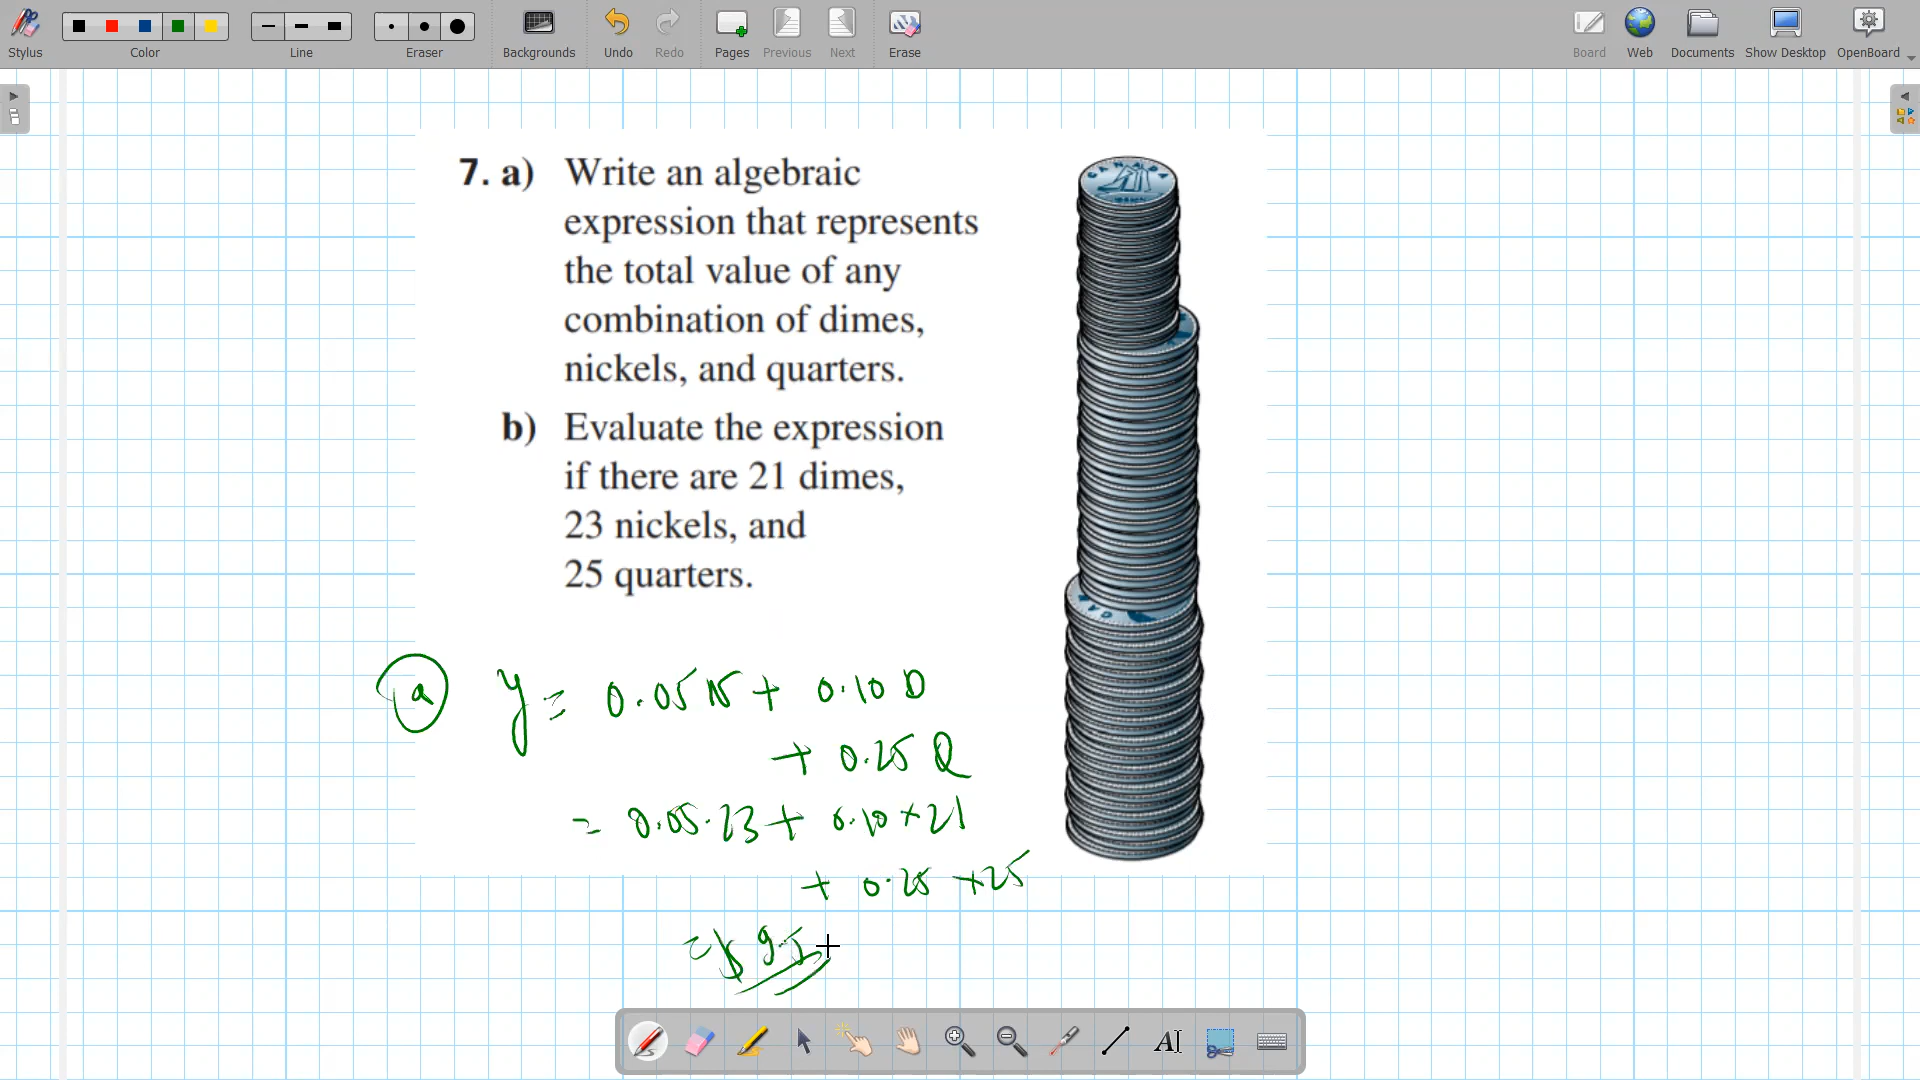 Stylus
Color
Line
Eraser
Backgrounds
Undo
Redo
Pages
Previous
Next
Erase
Board
Web
Documents
Show Desktop
OpenBoard
7. a) Write an algebraic
expression that represents
the total value of any
combination of dimes,
nickels, and quarters.
b) Evaluate the expression
if there are 21 dimes,
23 nickels, and
25 quarters.
CANADA
a y = 0.05N + 0.10 D
+ 0.25 Q
= 0.05·23 + 0.10×21
+ 0.25 ×25
= $ 9.5